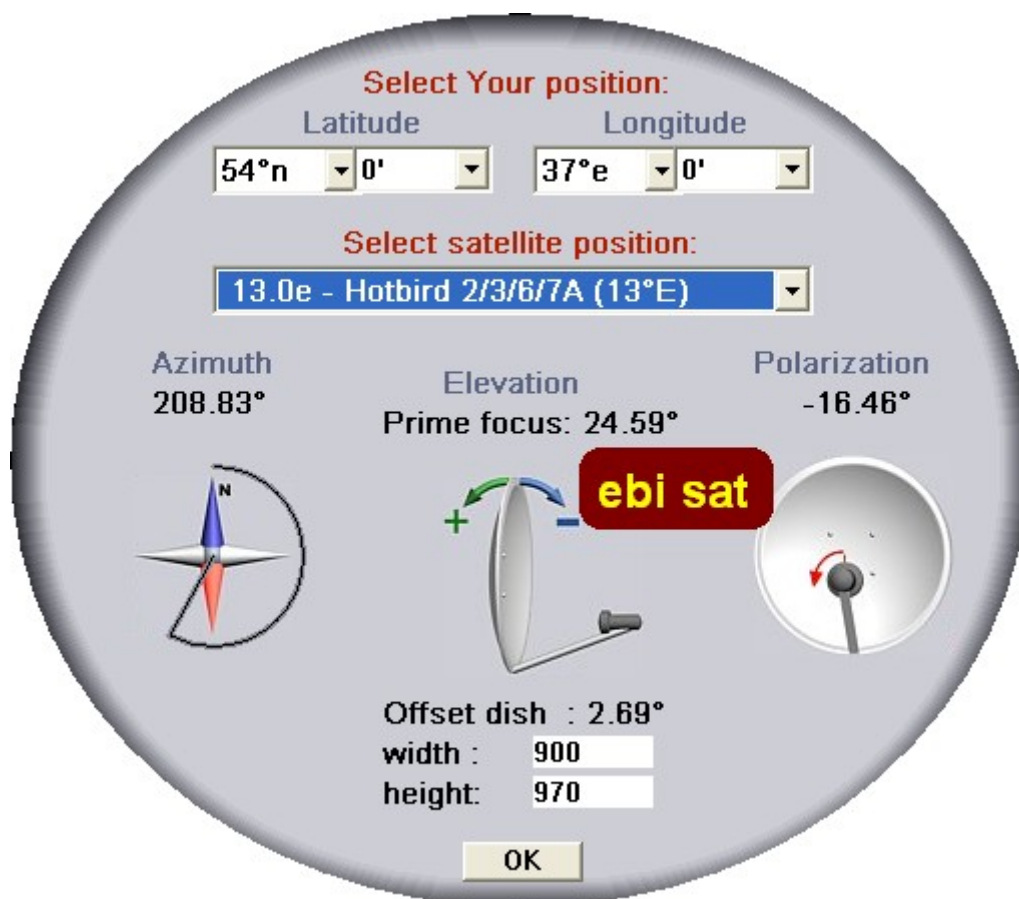 Select Your position:
Latitude Longitude
54°n 0' 37°e 0'
Select satellite position:
13.0e - Hotbird 2/3/6/7A (13°E)
Azimuth
208.83°
Elevation
Prime focus: 24.59°
Polarization
-16.46°
N
+ −
ebi sat
Offset dish : 2.69°
width : 900
height: 970
OK